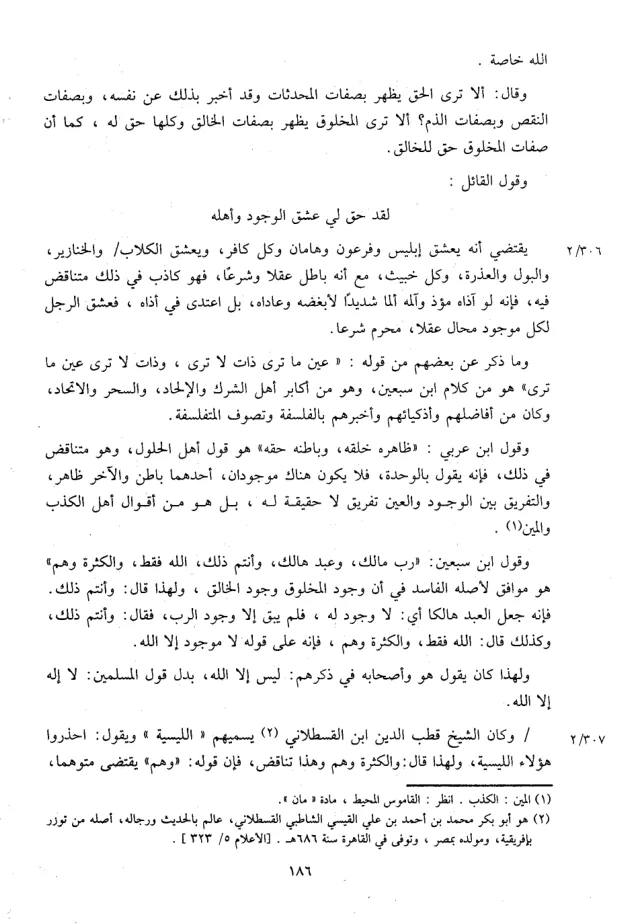 الله خاصة .
وقال: ألا ترى الحق يظهر بصفات المحدثات وقد أخبر بذلك عن نفسه، وبصفات
النقص وبصفات الذم؟ ألا ترى المخلوق يظهر بصفات الخالق وكلها حق له ، كما أن
صفات المخلوق حق للخالق.
وقول القائل :
لقد حق لي عشق الوجود وأهله
٢/٣٠٦ يقتضي أنه يعشق إبليس وفرعون وهامان وكل كافر، ويعشق الكلاب/ والخنازير،
والبول والعذرة، وكل خبيث، مع أنه باطل عقلا وشرعًا، فهو كاذب في ذلك متناقض
فيه، فإنه لو آذاه مؤذ وآلمه ألما شديدًا لأبغضه وعاداه، بل اعتدى في أذاه ، فعشق الرجل
لكل موجود محال عقلا، محرم شرعا.
وما ذكر عن بعضهم من قوله : « عين ما ترى ذات لا ترى ، وذات لا ترى عين ما
ترى» هو من كلام ابن سبعين، وهو من أكابر أهل الشرك والإلحاد، والسحر والاتحاد،
وكان من أفاضلهم وأذكيائهم وأخبرهم بالفلسفة وتصوف المتفلسفة.
وقول ابن عربي : «ظاهره خلقه، وباطنه حقه» هو قول أهل الحلول، وهو متناقض
في ذلك، فإنه يقول بالوحدة، فلا يكون هناك موجودان، أحدهما باطن والآخر ظاهر،
والتفريق بين الوجود والعين تفريق لا حقيقة له ، بل هو من أقوال أهل الكذب
والمين(١) .
وقول ابن سبعين: «رب مالك، وعبد هالك، وأنتم ذلك، الله فقط، والكثرة وهم»
هو موافق لأصله الفاسد في أن وجود المخلوق وجود الخالق ، ولهذا قال: وأنتم ذلك.
فإنه جعل العبد هالكا أي: لا وجود له ، فلم يبق إلا وجود الرب، فقال: وأنتم ذلك،
وكذلك قال: الله فقط، والكثرة وهم ، فإنه على قوله لا موجود إلا الله.
ولهذا كان يقول هو وأصحابه في ذكرهم: ليس إلا الله، بدل قول المسلمين: لا إله
إلا الله.
٢/٣٠٧ / وكان الشيخ قطب الدين ابن القسطلاني (٢) يسميهم « الليسية » ويقول: احذروا
هؤلاء الليسية، ولهذا قال:والكثرة وهم وهذا تناقض، فإن قوله: «وهم» يقتضى متوهما،
(١) المين : الكذب . انظر : القاموس المحيط ، مادة « مان ».
(٢) هو أبو بكر محمد بن أحمد بن علي القيسي الشاطبي القسطلاني، عالم بالحديث ورجاله، أصله من توزر
بإفريقية، ومولده بمصر ، وتوفى في القاهرة سنة ٦٨٦هـ . [الأعلام ٥/ ٣٢٣ ] .
١٨٦